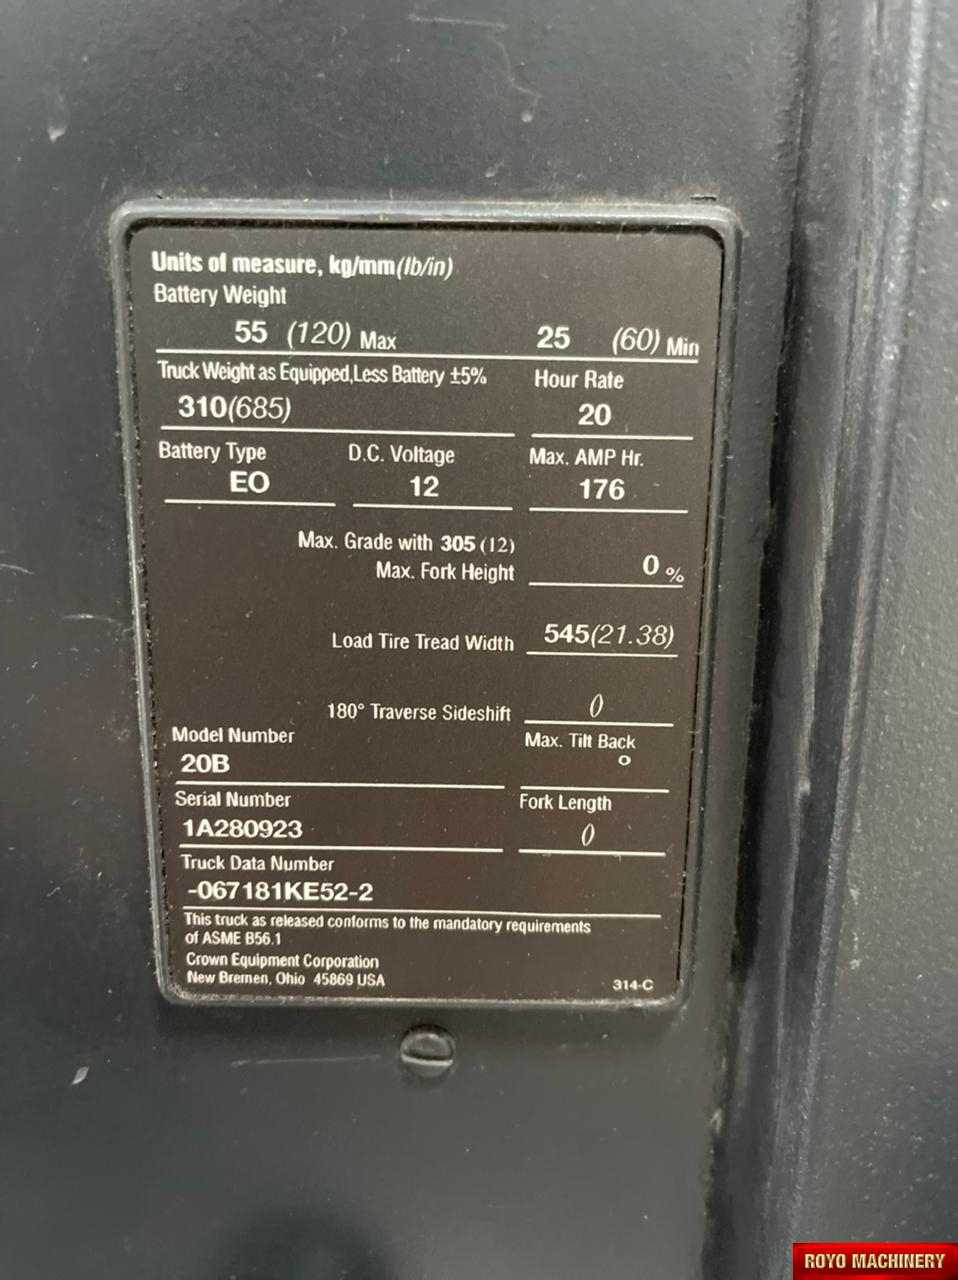 Units of measure, kg/mm(lb/in)
Battery Weight
55 (120) Max 25 (60) Min
Truck Weight as Equipped,Less Battery ±5% Hour Rate
310(685) 20
Battery Type D.C. Voltage Max. AMP Hr.
EO 12 176
Max. Grade with 305 (12)
Max. Fork Height 0 %
Load Tire Tread Width 545(21.38)
180° Traverse Sideshift 0
Model Number Max. Tilt Back
20B °
Serial Number Fork Length
1A280923 0
Truck Data Number
-067181KE52-2
This truck as released conforms to the mandatory requirements
of ASME B56.1
Crown Equipment Corporation
New Bremen, Ohio 45869 USA 314-C
ROYO MACHINERY